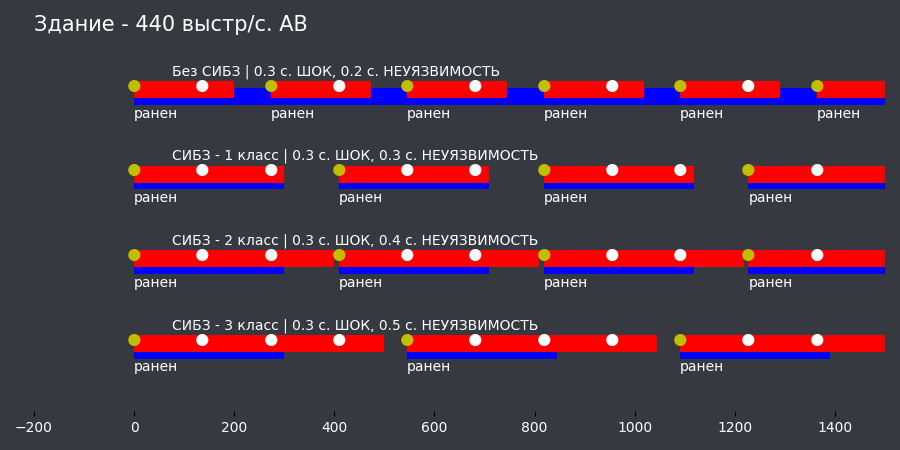 Здание - 440 выстр/с. АВ
Без СИБЗ | 0.3 с. ШОК, 0.2 с. НЕУЯЗВИМОСТЬ
ранен ранен ранен ранен ранен ранен
СИБЗ - 1 класс | 0.3 с. ШОК, 0.3 с. НЕУЯЗВИМОСТЬ
ранен ранен ранен ранен
СИБЗ - 2 класс | 0.3 с. ШОК, 0.4 с. НЕУЯЗВИМОСТЬ
ранен ранен ранен ранен
СИБЗ - 3 класс | 0.3 с. ШОК, 0.5 с. НЕУЯЗВИМОСТЬ
ранен ранен ранен
−200 0 200 400 600 800 1000 1200 1400